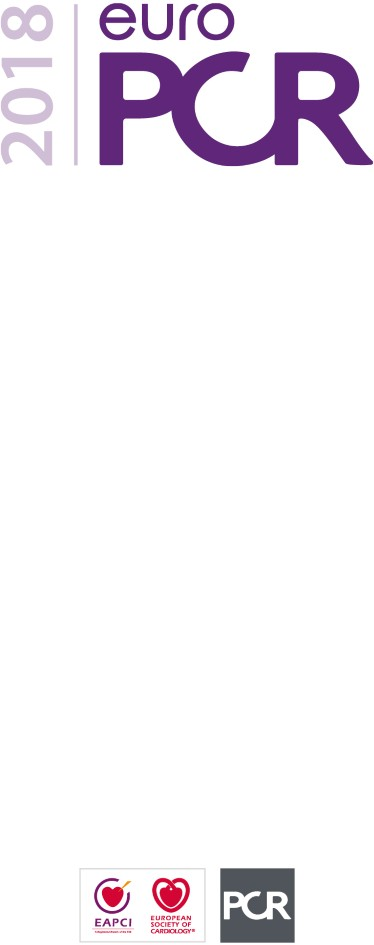 2018
euro
PCR
EAPCI
EUROPEAN
SOCIETY OF
CARDIOLOGY®
PCR